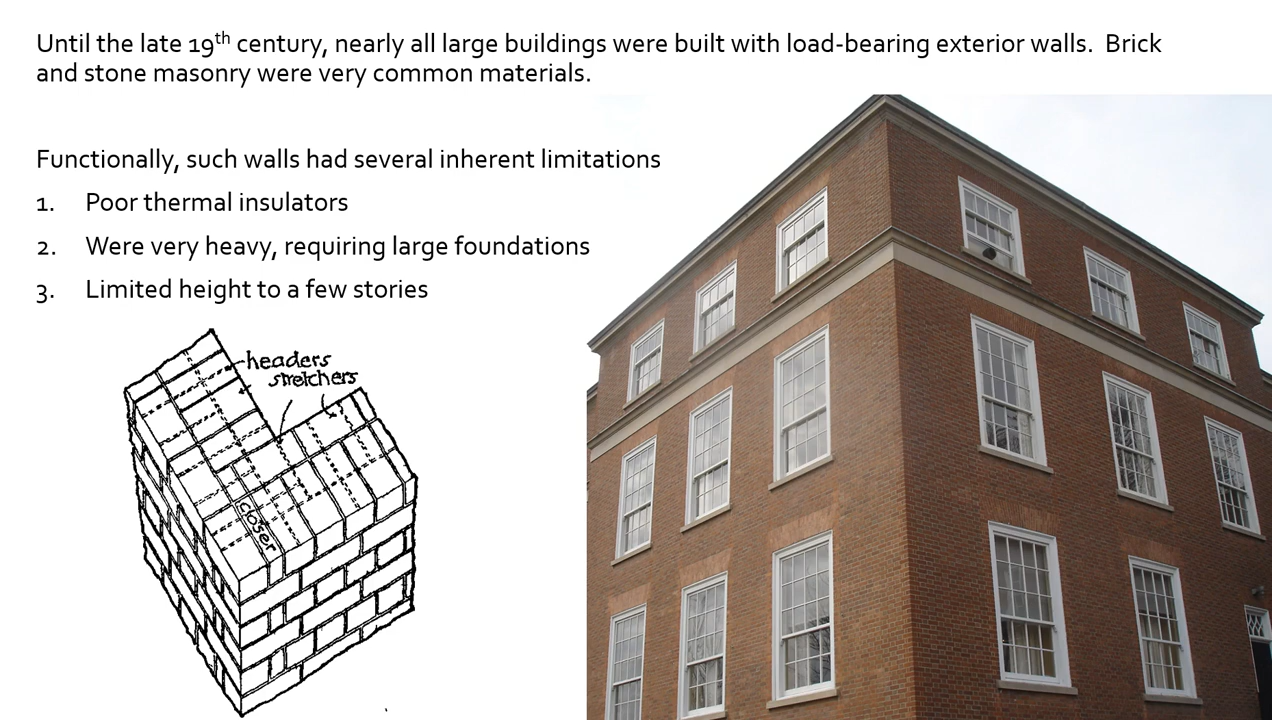 Until the late 19th century, nearly all large buildings were built with load-bearing exterior walls.  Brick
and stone masonry were very common materials.
Functionally, such walls had several inherent limitations
1. Poor thermal insulators
2. Were very heavy, requiring large foundations
3. Limited height to a few stories
headers
stretchers
closer